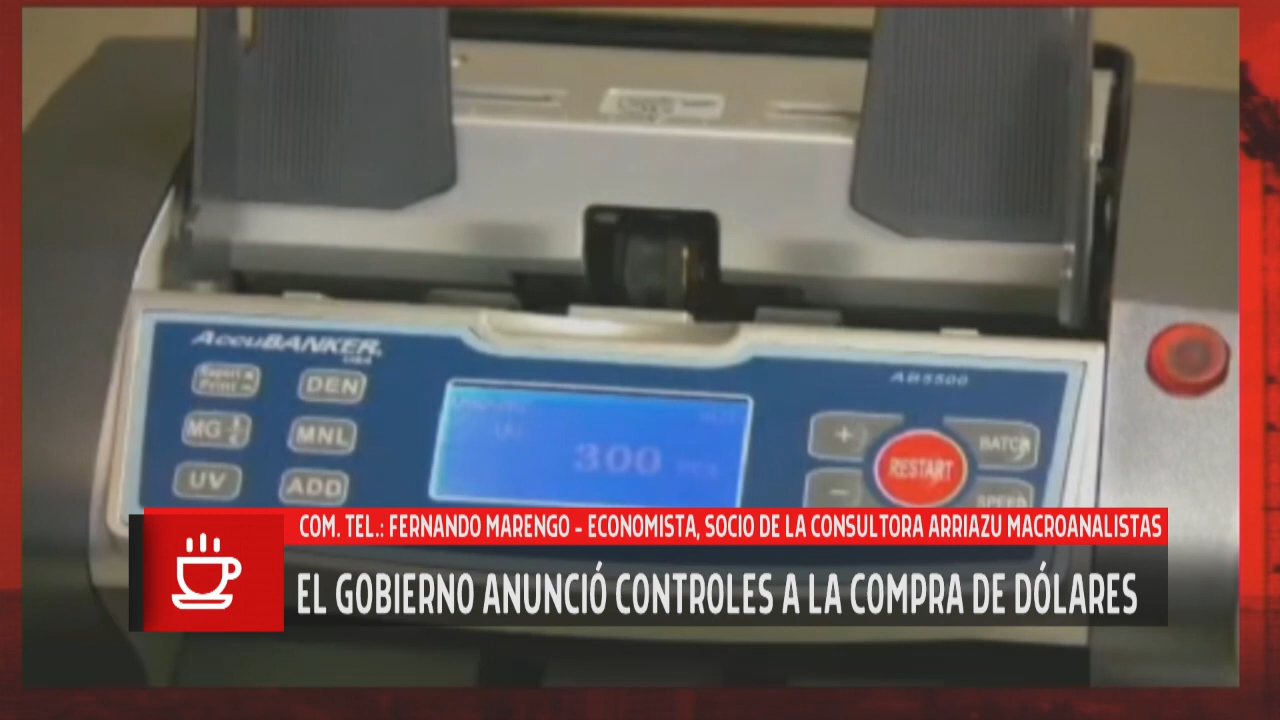 AccuBANKER
USA
AB5500
DEN
MG
MNL
UV
ADD
300
+
-
RESTART
BATCH
SPEED
COM. TEL.: FERNANDO MARENGO - ECONOMISTA, SOCIO DE LA CONSULTORA ARRIAZU MACROANALISTAS
EL GOBIERNO ANUNCIÓ CONTROLES A LA COMPRA DE DÓLARES